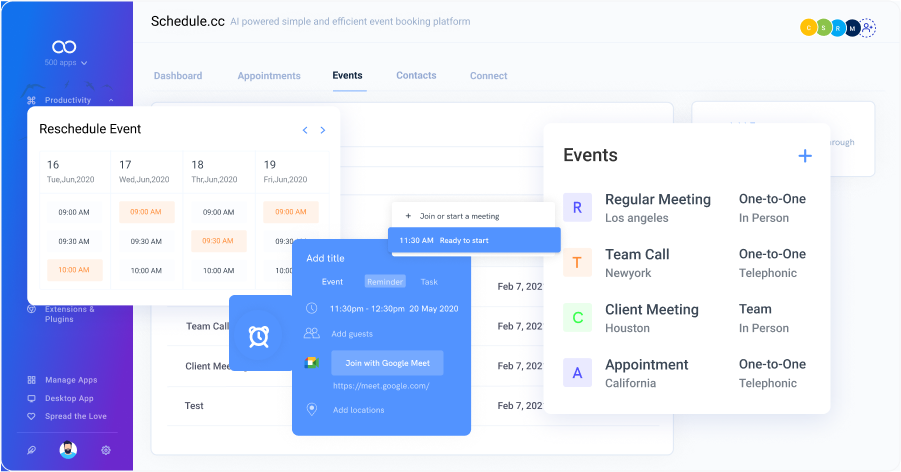 Schedule.cc AI powered simple and efficient event booking platform
C S R M
500 apps
Dashboard Appointments Events Contacts Connect
Productivity
Reschedule Event
16 17 18 19
Tue,Jun,2020 Wed,Jun,2020 Thr,Jun,2020 Fri,Jun,2020
09:00 AM 09:00 AM 09:00 AM 09:00 AM
09:30 AM 09:30 AM 09:30 AM 09:30
10:00 AM 10:00 AM 10:00 AM 10:00
Extensions &
Plugins
Manage Apps
Desktop App
Spread the Love
+ Join or start a meeting
11:30 AM Ready to start
Add title
Event Reminder Task
11:30pm - 12:30pm 20 May 2020
Add guests
Join with Google Meet
https://meet.google.com/
Add locations
Feb 7, 202
Team Call Feb 7, 202
Client Feb 7, 202
Test Feb 7, 202
Events +
R Regular Meeting One-to-One
Los angeles In Person
T Team Call One-to-One
Newyork Telephonic
C Client Meeting Team
Houston In Person
A Appointment One-to-One
California Telephonic